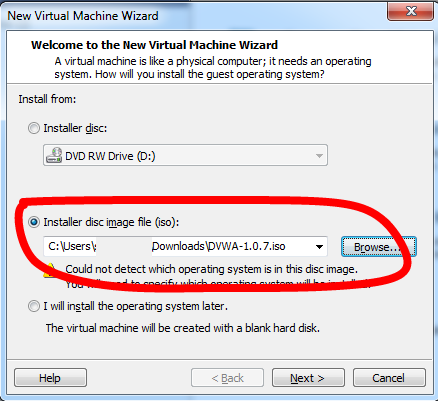 New Virtual Machine Wizard
Welcome to the New Virtual Machine Wizard
A virtual machine is like a physical computer; it needs an operating
system. How will you install the guest operating system?
Install from:
Installer disc:
DVD RW Drive (D:)
Installer disc image file (iso):
C:\Users\ Downloads\DVWA-1.0.7.iso
Browse...
Could not detect which operating system is in this disc image.
You will need to specify which operating system will be installed.
I will install the operating system later.
The virtual machine will be created with a blank hard disk.
Help
< Back
Next >
Cancel